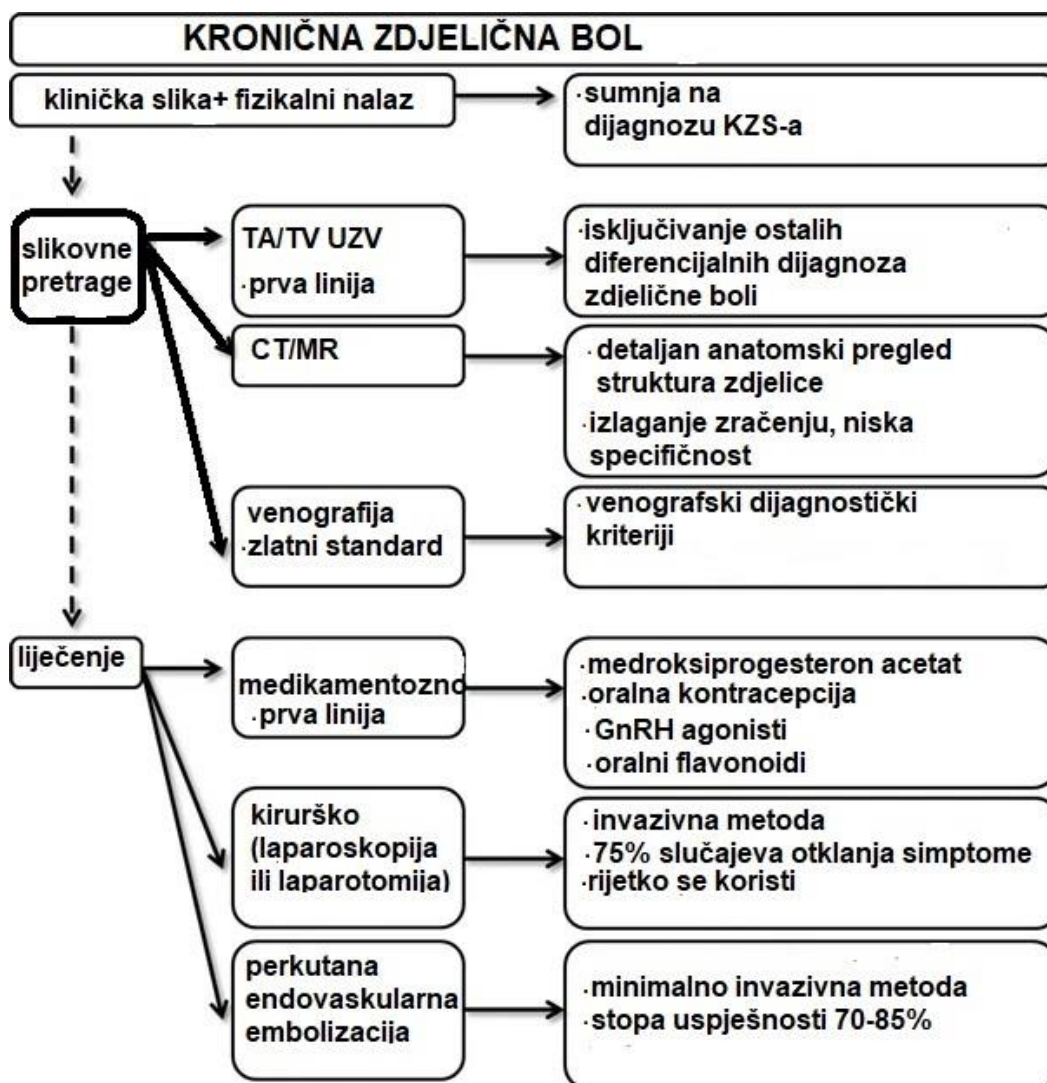 KRONIČNA ZDJELIČNA BOL
klinička slika+ fizikalni nalaz
·sumnja na
dijagnozu KZS-a
slikovne
pretrage
TA/TV UZV
·prva linija
·isključivanje ostalih
diferencijalnih dijagnoza
zdjelične boli
CT/MR
·detaljan anatomski pregled
struktura zdjelice
·izlaganje zračenju, niska
specifičnost
venografija
·zlatni standard
·venografski dijagnostički
kriteriji
liječenje
medikamentozno
·prva linija
·medroksiprogesteron acetat
·oralna kontracepcija
·GnRH agonisti
·oralni flavonoidi
kirurško
(laparoskopija
ili laparotomija)
·invazivna metoda
·75% slučajeva otklanja simptome
·rijetko se koristi
perkutana
endovaskularna
embolizacija
·minimalno invazivna metoda
·stopa uspješnosti 70-85%